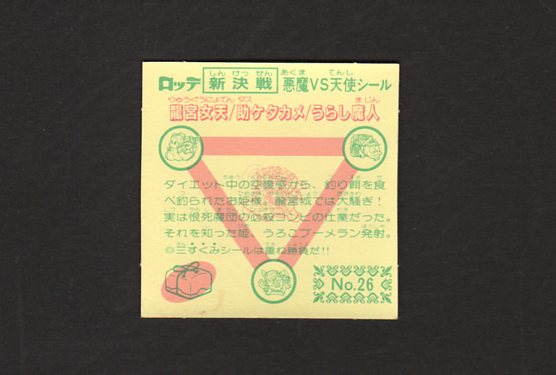 ロッテ 新決戦 悪魔VS天使シール
龍宮女天/助ケタカメ/うらし魔人
ダイエット中の空腹感から、釣り餌を食
べ釣られたお姫様。龍宮城では大騒ぎ!
実は恨死魔団の必殺コンビの仕業だった。
それを知った姫、うろこブーメラン発射。
◎三すくみシールは重ね勝負だ!!
No.26